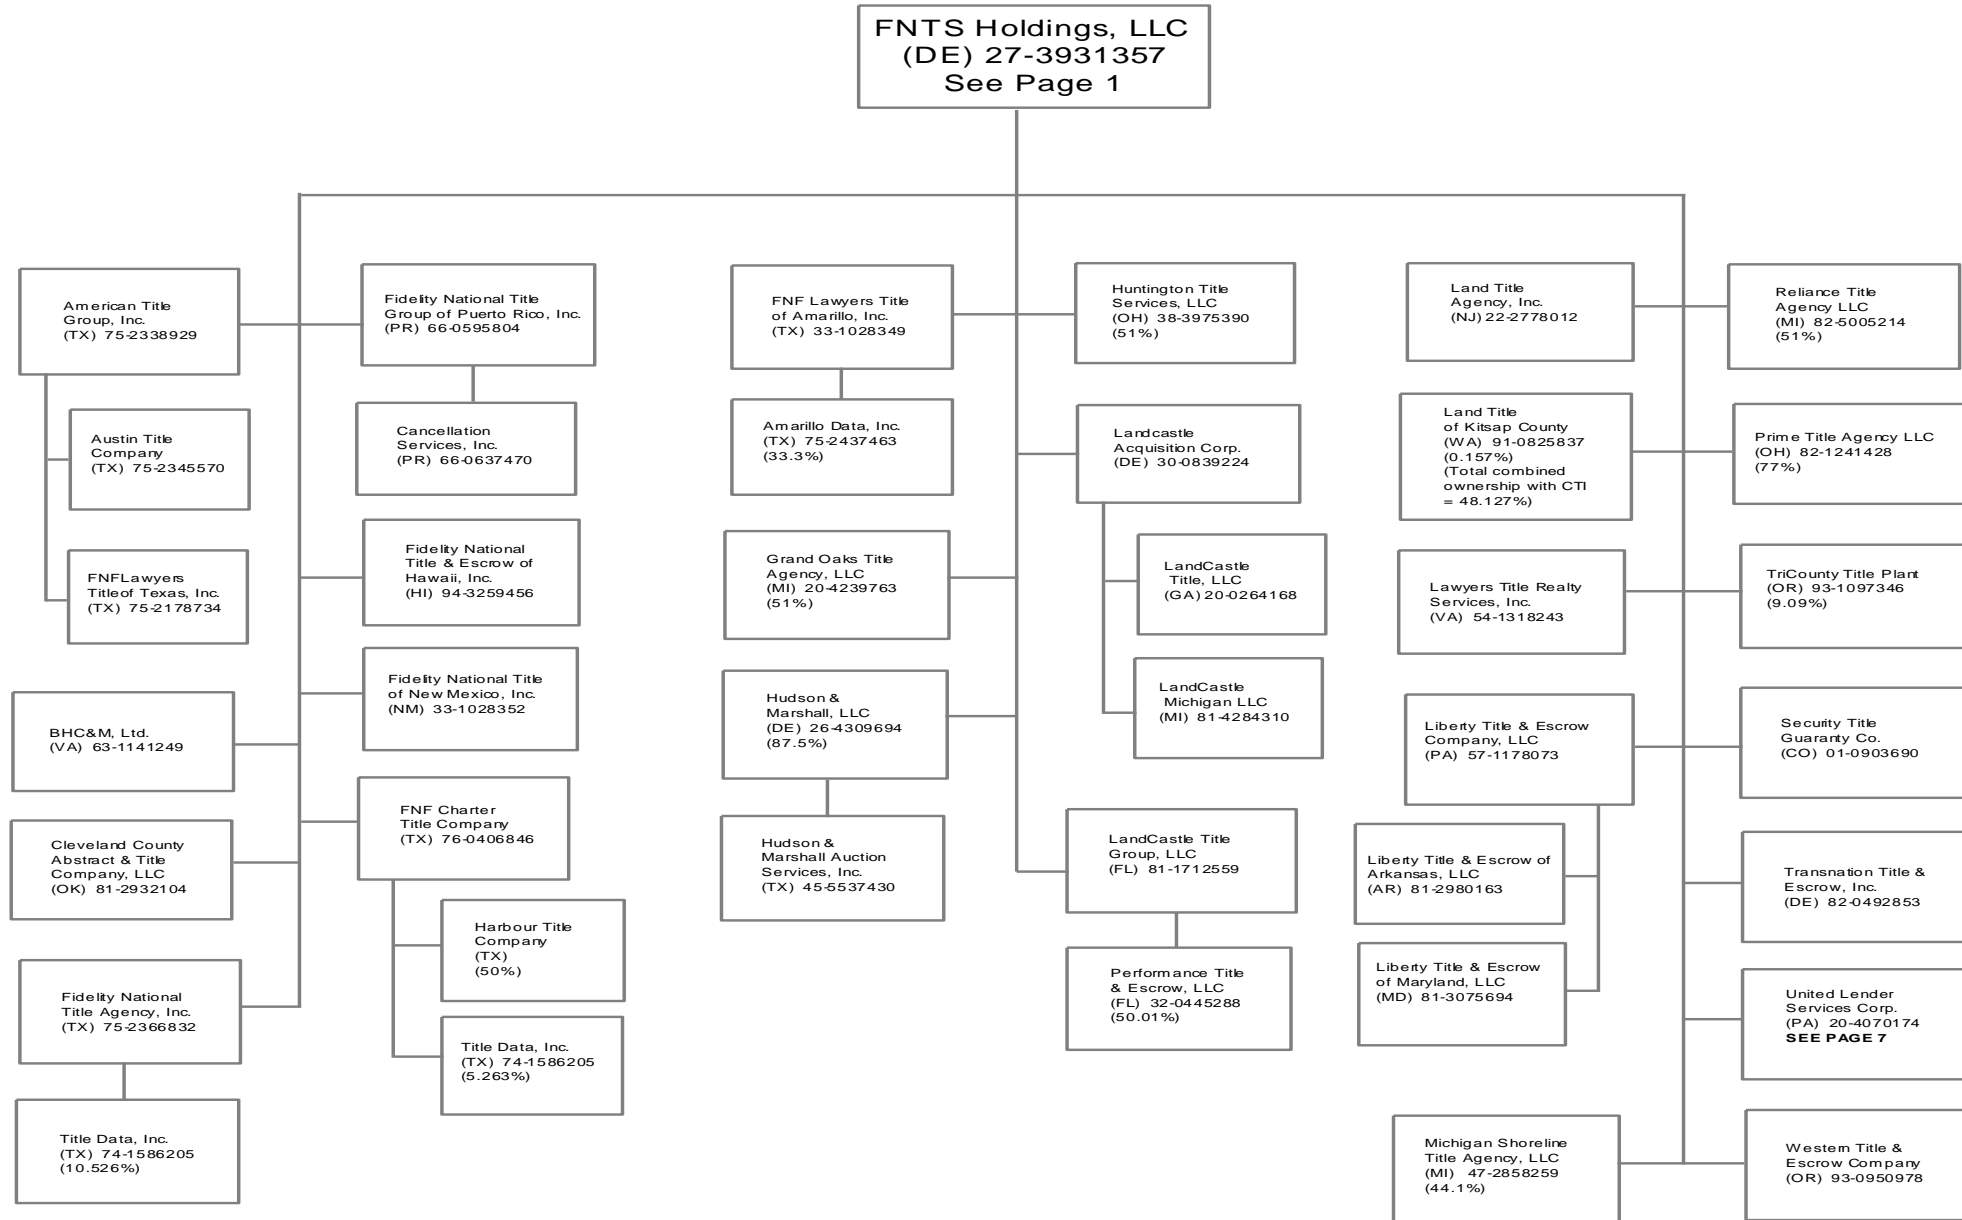 FNTS Holdings, LLC
(DE) 27-3931357
See Page 1
American Title
Group, Inc.
(TX) 75-2338929
Fidelity National Title
Group of Puerto Rico, Inc.
(PR) 66-0595804
Austin Title
Company
(TX) 75-2345570
Cancellation
Services, Inc.
(PR) 66-0637470
FNFLawyers
Titleof Texas, Inc.
(TX) 75-2178734
Fidelity National
Title & Escrow of
Hawaii, Inc.
(HI) 94-3259456
Fidelity National Title
of New Mexico, Inc.
(NM) 33-1028352
BHC&M, Ltd.
(VA) 63-1141249
FNF Charter
Title Company
(TX) 76-0406846
Cleveland County
Abstract & Title
Company, LLC
(OK) 81-2932104
Harbour Title
Company
(TX)
(50%)
Fidelity National
Title Agency, Inc.
(TX) 75-2366832
Title Data, Inc.
(TX) 74-1586205
(5.263%)
Title Data, Inc.
(TX) 74-1586205
(10.526%)
FNF Lawyers Title
of Amarillo, Inc.
(TX) 33-1028349
Huntington Title
Services, LLC
(OH) 38-3975390
(51%)
Amarillo Data, Inc.
(TX) 75-2437463
(33.3%)
Landcastle
Acquisition Corp.
(DE) 30-0839224
Grand Oaks Title
Agency, LLC
(MI) 20-4239763
(51%)
LandCastle
Title, LLC
(GA) 20-0264168
Hudson &
Marshall, LLC
(DE) 26-4309694
(87.5%)
LandCastle
Michigan LLC
(MI) 81-4284310
Hudson &
Marshall Auction
Services, Inc.
(TX) 45-5537430
LandCastle Title
Group, LLC
(FL) 81-1712559
Performance Title
& Escrow, LLC
(FL) 32-0445288
(50.01%)
Land Title
Agency, Inc.
(NJ) 22-2778012
Reliance Title
Agency LLC
(MI) 82-5005214
(51%)
Land Title
of Kitsap County
(WA) 91-0825837
(0.157%)
(Total combined
ownership with CTI
= 48.127%)
Prime Title Agency LLC
(OH) 82-1241428
(77%)
Lawyers Title Realty
Services, Inc.
(VA) 54-1318243
TriCounty Title Plant
(OR) 93-1097346
(9.09%)
Liberty Title & Escrow
Company, LLC
(PA) 57-1178073
Security Title
Guaranty Co.
(CO) 01-0903690
Liberty Title & Escrow of
Arkansas, LLC
(AR) 81-2980163
Transnation Title &
Escrow, Inc.
(DE) 82-0492853
Liberty Title & Escrow
of Maryland, LLC
(MD) 81-3075694
United Lender
Services Corp.
(PA) 20-4070174
SEE PAGE 7
Michigan Shoreline
Title Agency, LLC
(MI) 47-2858259
(44.1%)
Western Title &
Escrow Company
(OR) 93-0950978